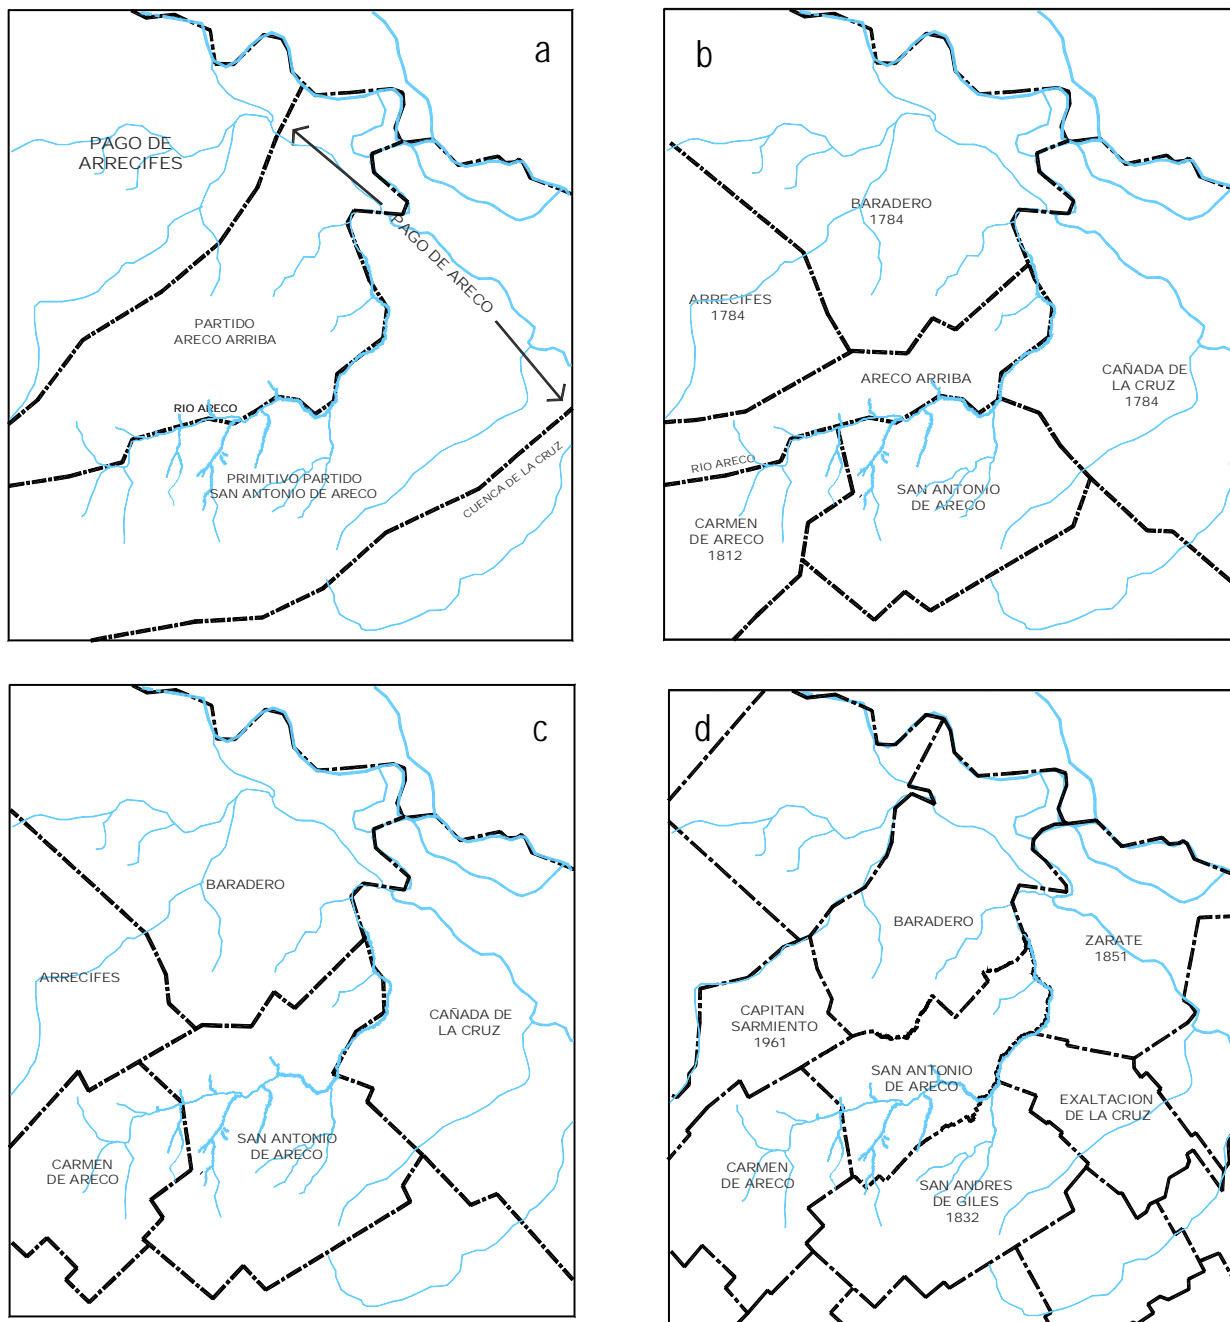 a
PAGO DE
ARRECIFES
PAGO DE ARECO
PARTIDO
ARECO ARRIBA
RIO ARECO
PRIMITIVO PARTIDO
SAN ANTONIO DE ARECO
CUENCA DE LA CRUZ
b
BARADERO
1784
ARRECIFES
1784
ARECO ARRIBA
CAÑADA DE
LA CRUZ
1784
RIO ARECO
SAN ANTONIO
DE ARECO
CARMEN
DE ARECO
1812
c
BARADERO
ARRECIFES
CAÑADA DE
LA CRUZ
SAN ANTONIO
DE ARECO
CARMEN
DE ARECO
d
BARADERO
ZARATE
1851
CAPITAN
SARMIENTO
1961
SAN ANTONIO
DE ARECO
EXALTACION
DE LA CRUZ
CARMEN
DE ARECO
SAN ANDRES
DE GILES
1832